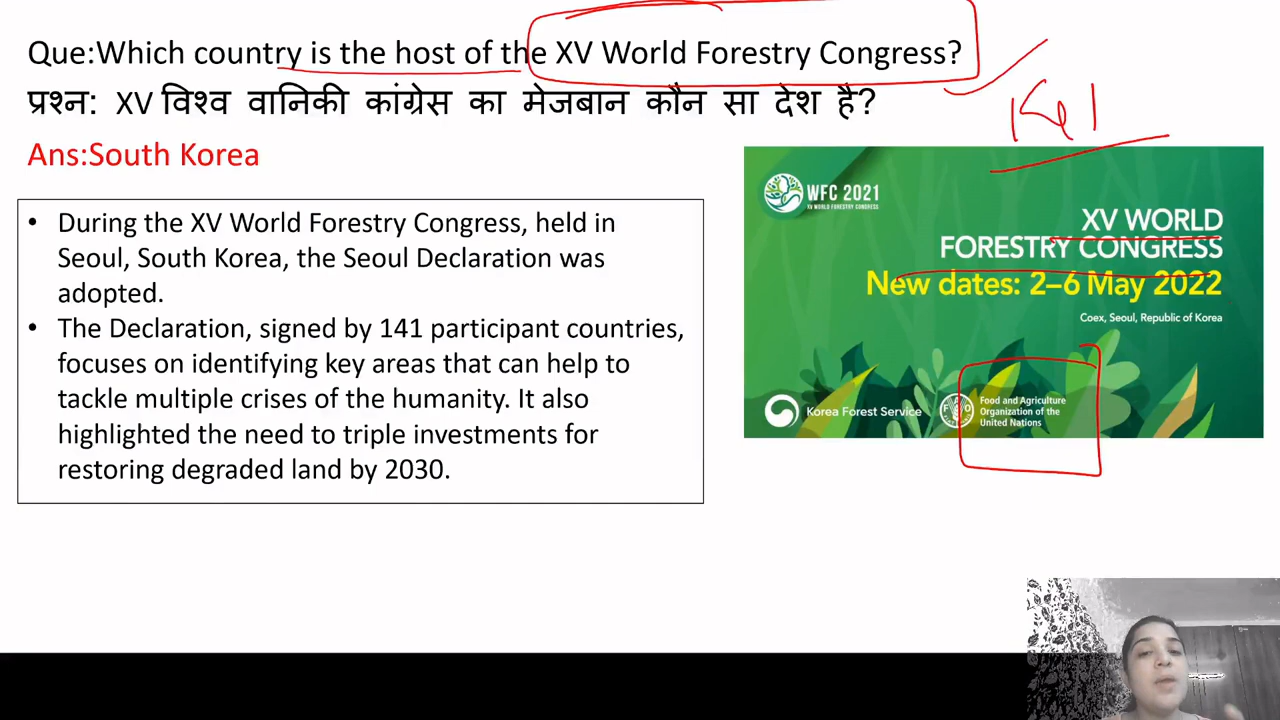 Que:Which country is the host of the XV World Forestry Congress?
प्रश्न: XV विश्व वानिकी कांग्रेस का मेजबान कौन सा देश है?
Ans:South Korea
• During the XV World Forestry Congress, held in
Seoul, South Korea, the Seoul Declaration was
adopted.
• The Declaration, signed by 141 participant countries,
focuses on identifying key areas that can help to
tackle multiple crises of the humanity. It also
highlighted the need to triple investments for
restoring degraded land by 2030.
WFC 2021
XV WORLD FORESTRY CONGRESS
XV WORLD
FORESTRY CONGRESS
New dates: 2–6 May 2022
Coex, Seoul, Republic of Korea
Korea Forest Service
FAO
Food and Agriculture
Organization of the
United Nations